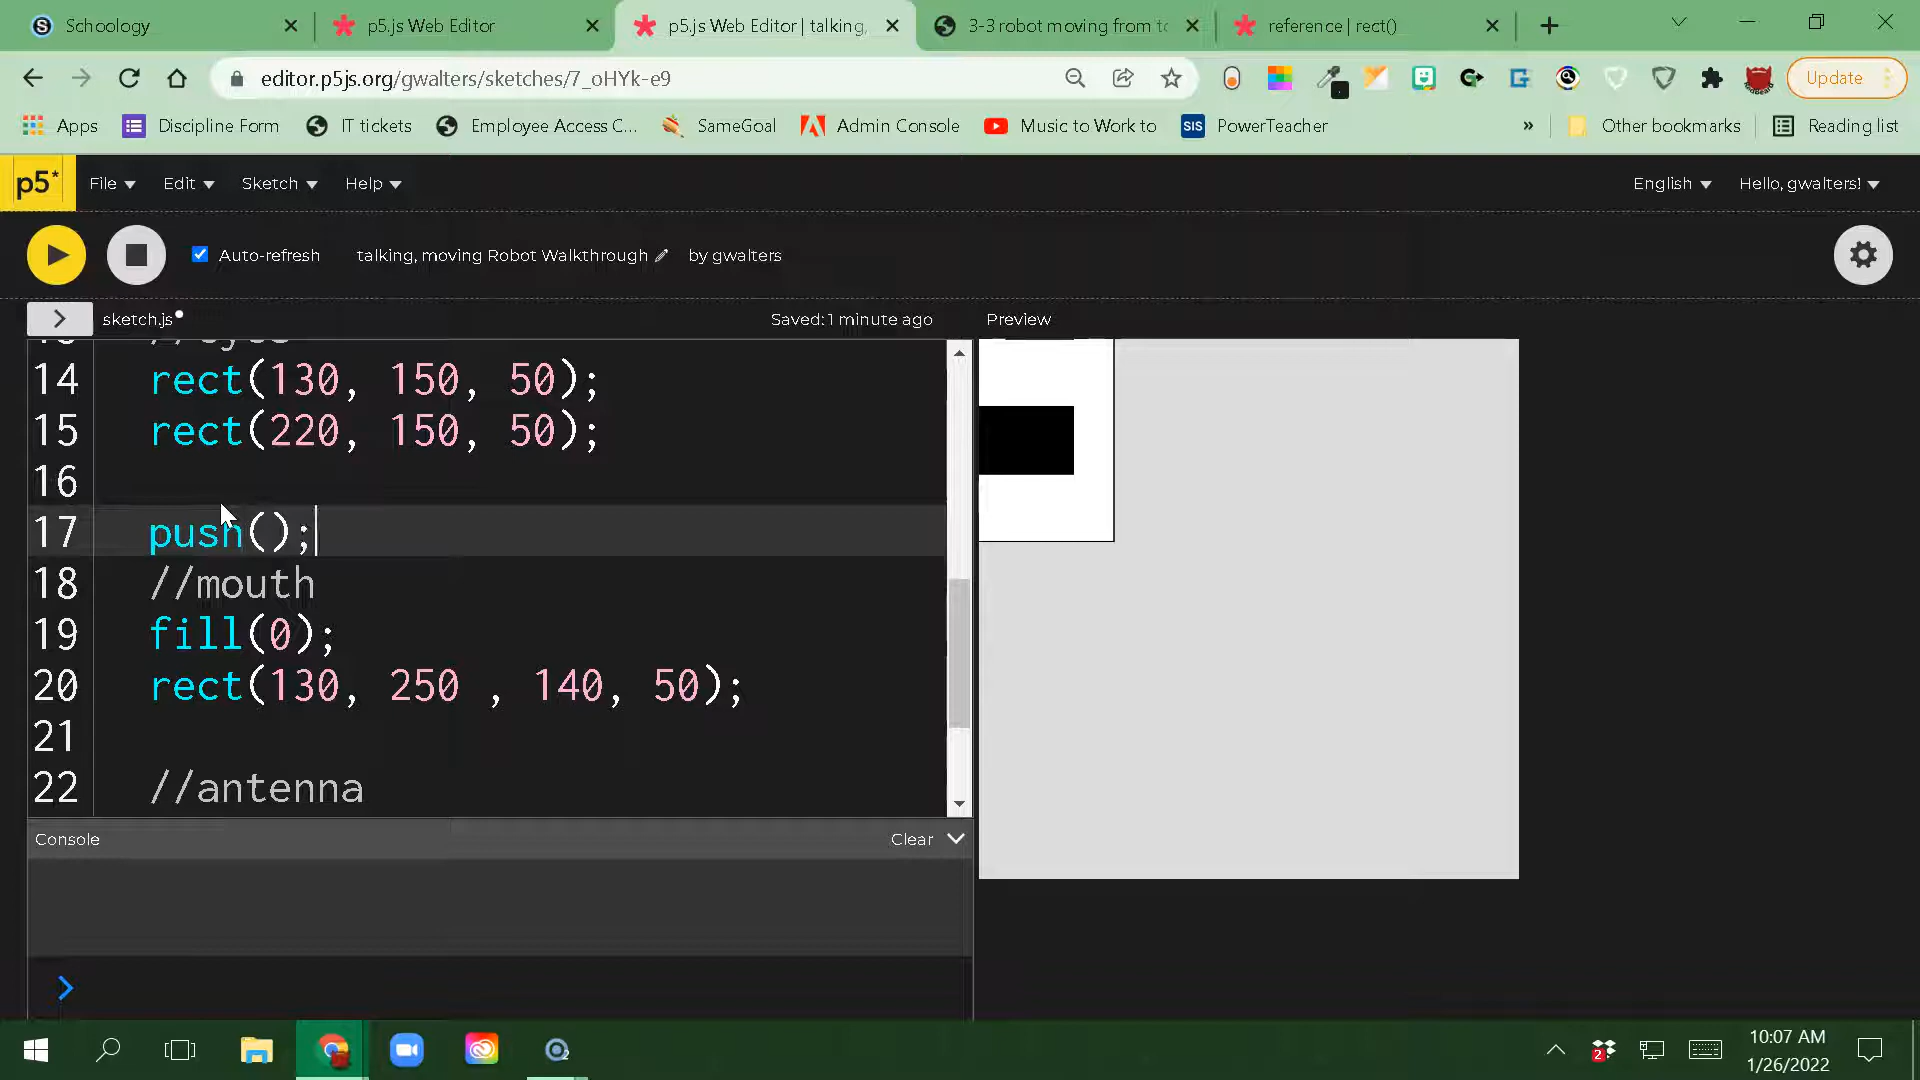 Schoology
p5.js Web Editor
p5.js Web Editor | talking,
3-3 robot moving from to
reference | rect()
editor.p5js.org/gwalters/sketches/7_oHYk-e9
Update
Apps
Discipline Form
IT tickets
Employee Access C...
SameGoal
Admin Console
Music to Work to
SIS PowerTeacher
»
Other bookmarks
Reading list
p5*
File
Edit
Sketch
Help
English
Hello, gwalters!
Auto-refresh
talking, moving Robot Walkthrough
by gwalters
sketch.js
Saved: 1 minute ago
Preview
14 rect(130, 150, 50);
15 rect(220, 150, 50);
16
17 push();
18 //mouth
19 fill(0);
20 rect(130, 250 , 140, 50);
21
22 //antenna
Console
Clear
10:07 AM
1/26/2022